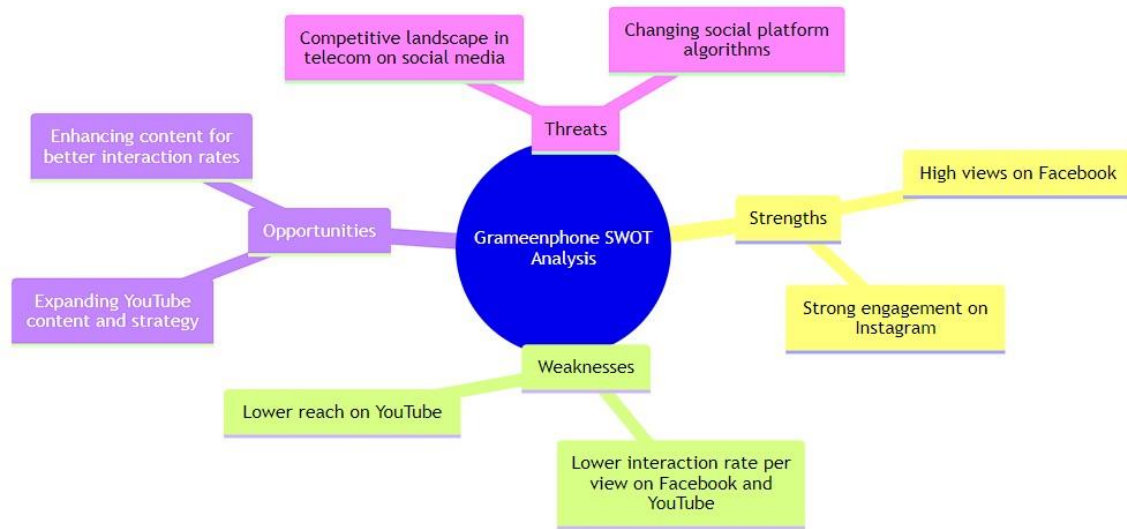 Competitive landscape in
telecom on social media
Changing social platform
algorithms
Threats
Enhancing content for
better interaction rates
Opportunities
Expanding YouTube
content and strategy
Grameenphone SWOT
Analysis
Strengths
High views on Facebook
Strong engagement on
Instagram
Weaknesses
Lower reach on YouTube
Lower interaction rate per
view on Facebook and
YouTube